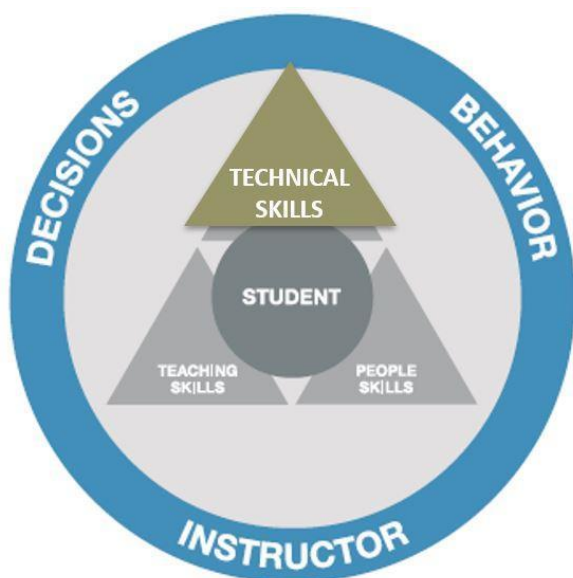 DECISIONS
BEHAVIOR
TECHNICAL
SKILLS
STUDENT
TEACHING
SKILLS
PEOPLE
SKILLS
INSTRUCTOR